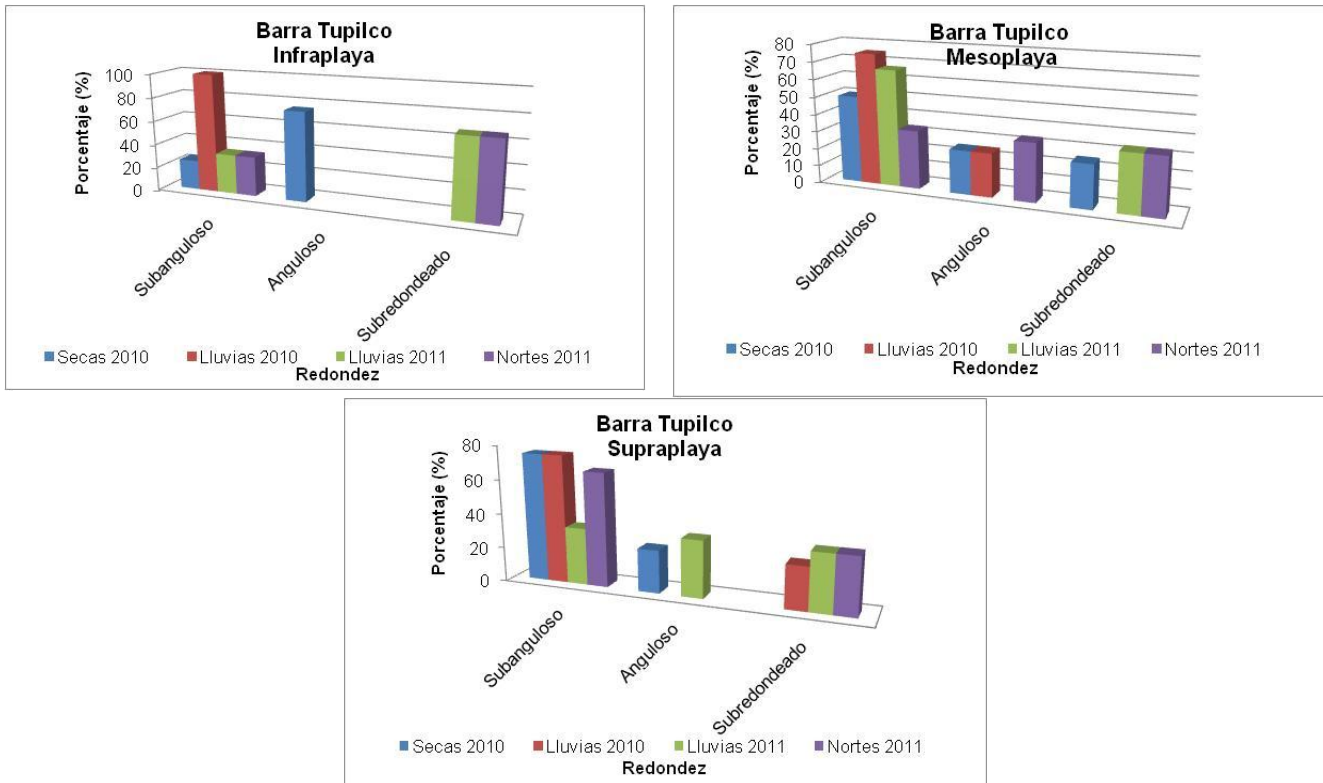 Barra Tupilco
Infraplaya
Porcentaje (%)
100
80
60
40
20
0
Subanguloso
Anguloso
Subredondeado
Secas 2010 Lluvias 2010 Lluvias 2011 Nortes 2011
Redondez
Barra Tupilco
Mesoplaya
Porcentaje (%)
80
70
60
50
40
30
20
10
0
Subanguloso
Anguloso
Subredondeado
Secas 2010 Lluvias 2010 Lluvias 2011 Nortes 2011
Redondez
Barra Tupilco
Supraplaya
Porcentaje (%)
80
60
40
20
0
Subanguloso
Anguloso
Subredondeado
Secas 2010 Lluvias 2010 Lluvias 2011 Nortes 2011
Redondez